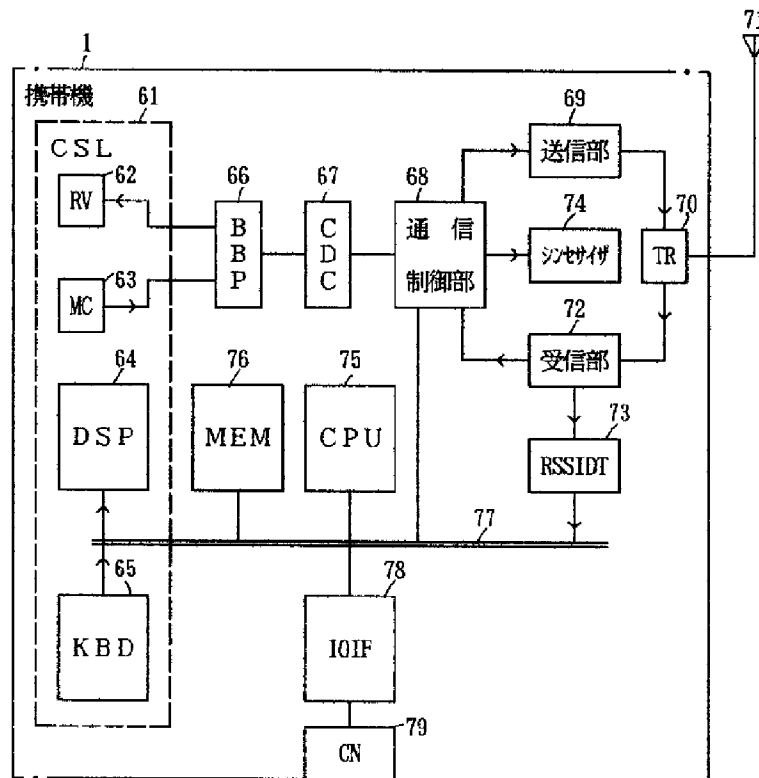 71
1
携帯機
61
CSL
62
RV
63
MC
64
DSP
65
KBD
66
BBP
67
CDC
68
通信
制御部
69
送信部
70
TR
74
シンセサイザ
72
受信部
73
RSSIDT
76
MEM
75
CPU
77
78
IOIF
79
CN